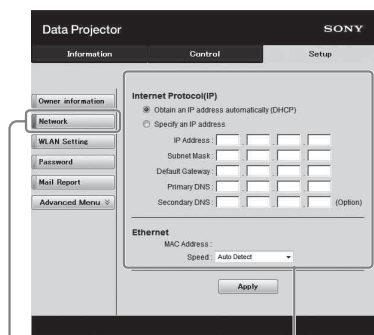 Data Projector
SONY
Information
Control
Setup
Owner information
Network
WLAN Setting
Password
Mail Report
Advanced Menu
Internet Protocol(IP)
Obtain an IP address automatically (DHCP)
Specify an IP address
IP Address :
Subnet Mask :
Default Gateway :
Primary DNS :
Secondary DNS :
(Option)
Ethernet
MAC Address :
Speed : Auto Detect
Apply